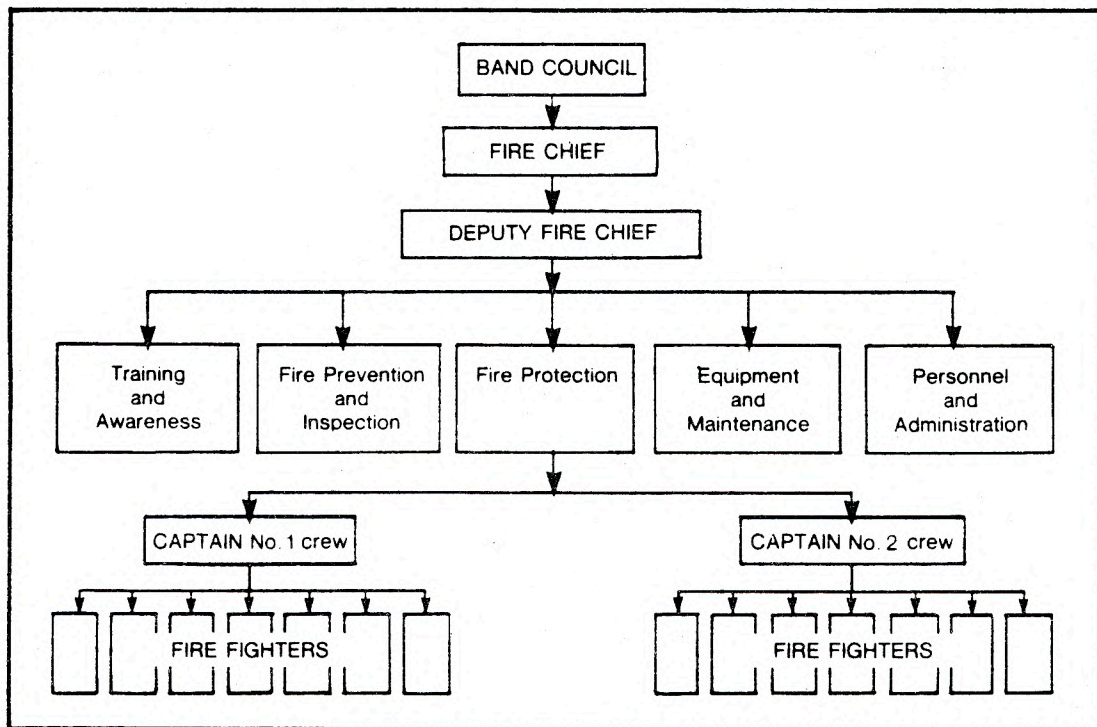 BAND COUNCIL
FIRE CHIEF
DEPUTY FIRE CHIEF
Training
and
Awareness
Fire Prevention
and
Inspection
Fire Protection
Equipment
and
Maintenance
Personnel
and
Administration
CAPTAIN No. 1 crew
CAPTAIN No. 2 crew
FIRE FIGHTERS
FIRE FIGHTERS